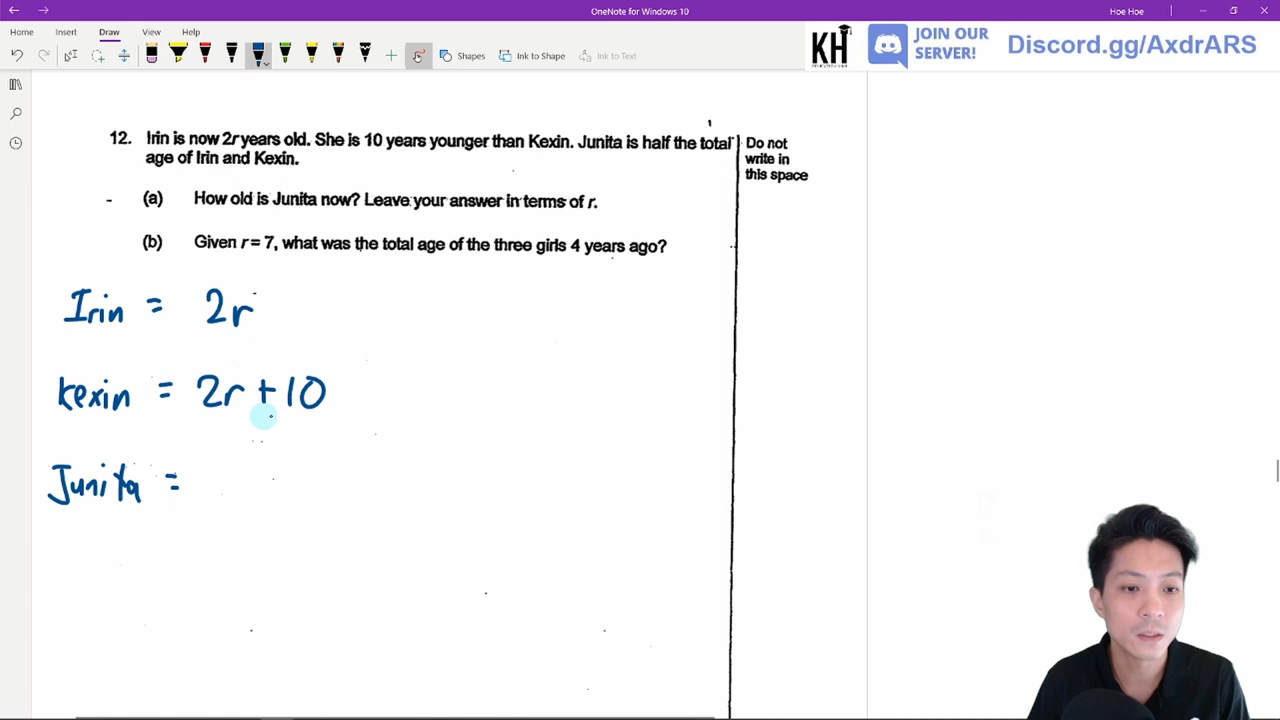 OneNote for Windows 10
Hoe Hoe
Home Insert Draw View Help
Shapes Ink to Shape Ink to Text
KH
JOIN OUR SERVER!
Discord.gg/AxdrARS
12. Irin is now 2r years old. She is 10 years younger than Kexin. Junita is half the total
age of Irin and Kexin.
(a) How old is Junita now? Leave your answer in terms of r.
(b) Given r = 7, what was the total age of the three girls 4 years ago?
Do not
write in
this space
Irin = 2r
Kexin = 2r + 10
Junita =